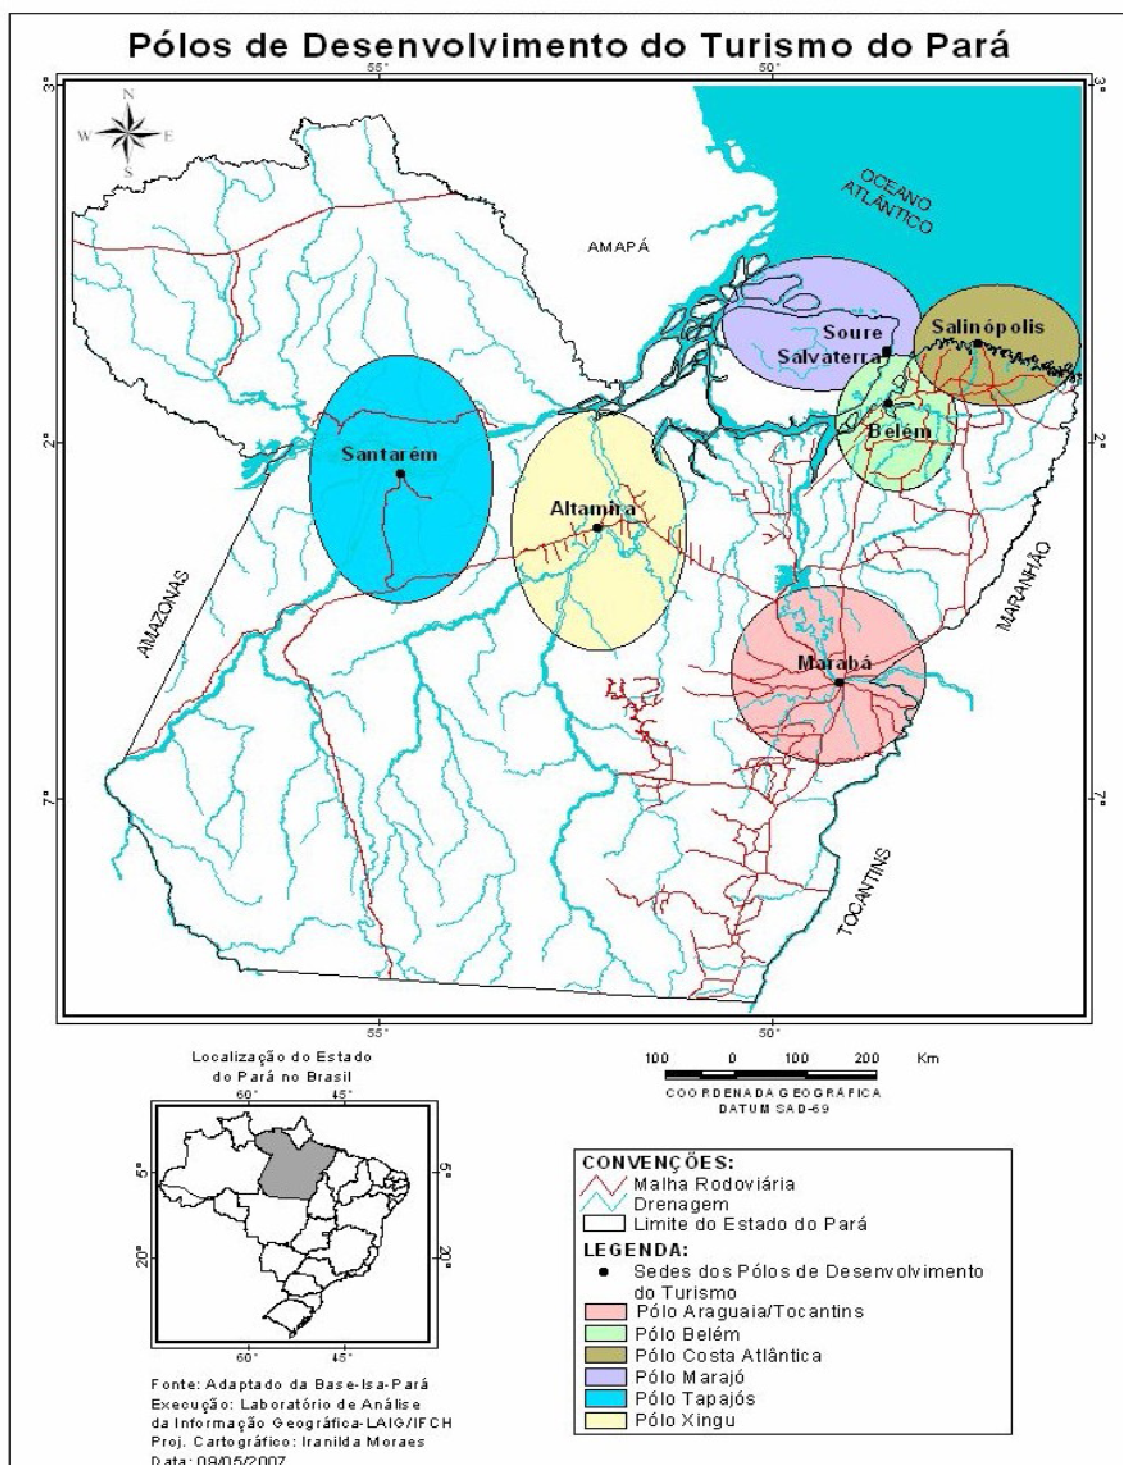 Pólos de Desenvolvimento do Turismo do Pará
55° 50°
3° 3°
N
W E
S
OCEANO
ATLÂNTICO
AMAPÁ
Soure
Salvaterra
Salinópolis
Belém
2° 2°
Santarém
Altamira
AMAZONAS
MARANHÃO
Marabá
7° 7°
TOCANTINS
55° 50°
Localização do Estado
do Pará no Brasil
60° 45°
5° 5°
20° 20°
60° 45°
100 0 100 200 Km
COORDENADA GEOGRÁFICA
DATUM SAD-69
CONVENÇÕES:
Malha Rodoviária
Drenagem
Limite do Estado do Pará
LEGENDA:
Sedes dos Pólos de Desenvolvimento
do Turismo
Pólo Araguaia/Tocantins
Pólo Belém
Pólo Costa Atlântica
Pólo Marajó
Pólo Tapajós
Pólo Xingu
Fonte: Adaptado da Base-Isa-Pará
Execução: Laboratório de Análise
da Informação Geográfica-LAIG/IFCH
Proj. Cartográfico: Iranilda Moraes
Data: 09/05/2007